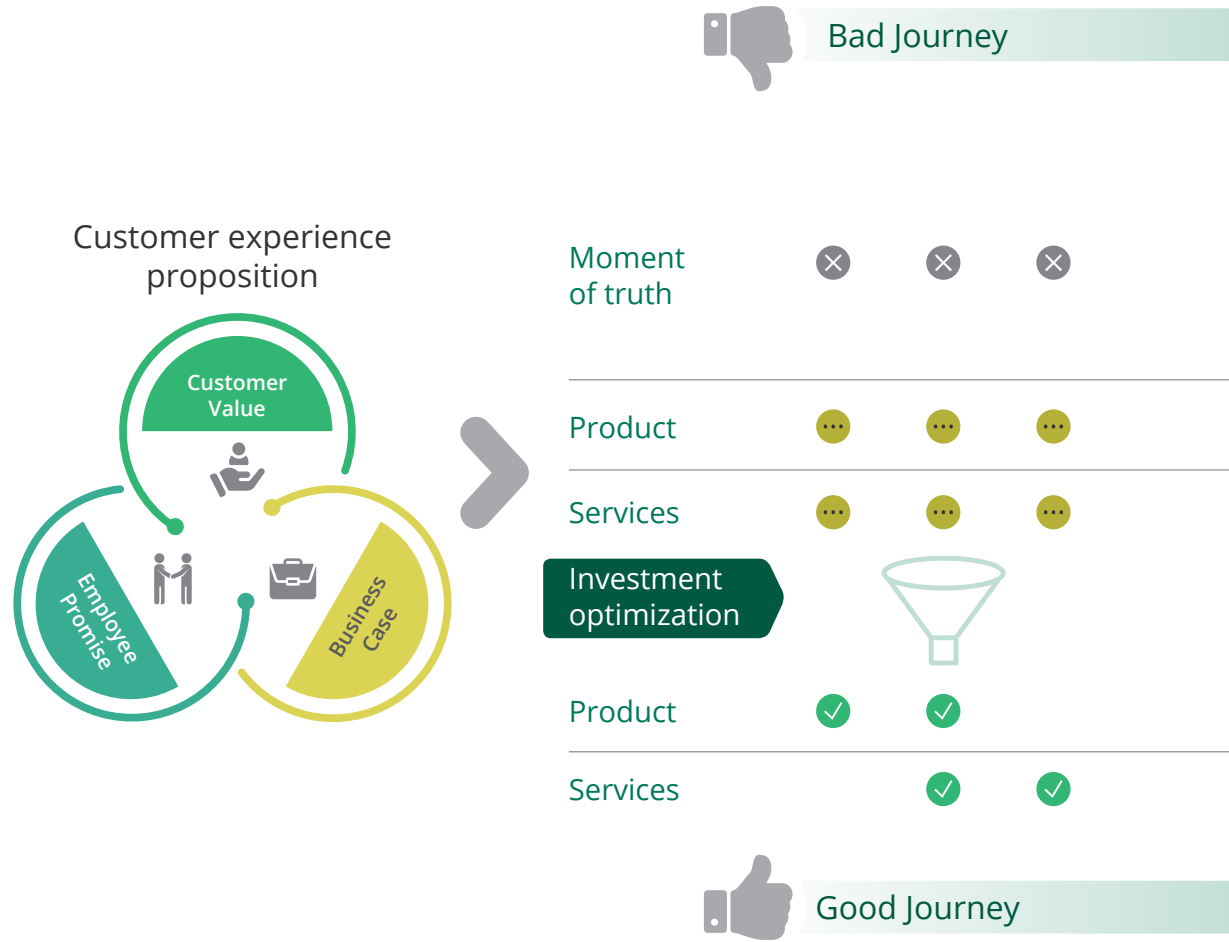 Bad Journey
Customer experience
proposition
Customer
Value
Employee
Promise
Business
Case
Moment
of truth
Product
Services
Investment
optimization
Product
Services
Good Journey